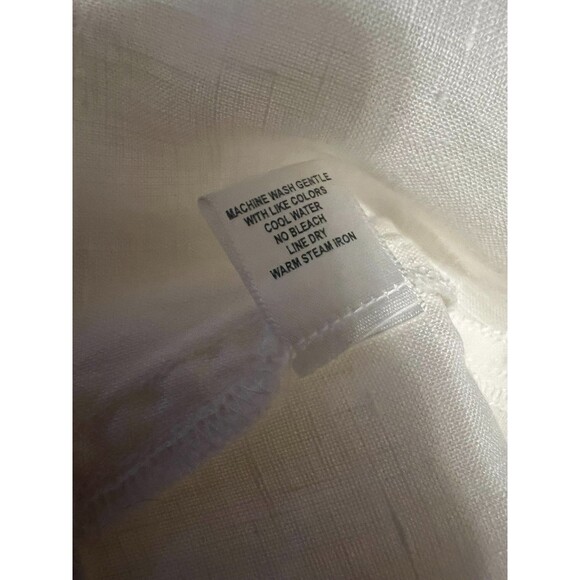 MACHINE WASH GENTLE
WITH LIKE COLORS
COOL WATER
NO BLEACH
LINE DRY
WARM STEAM IRON